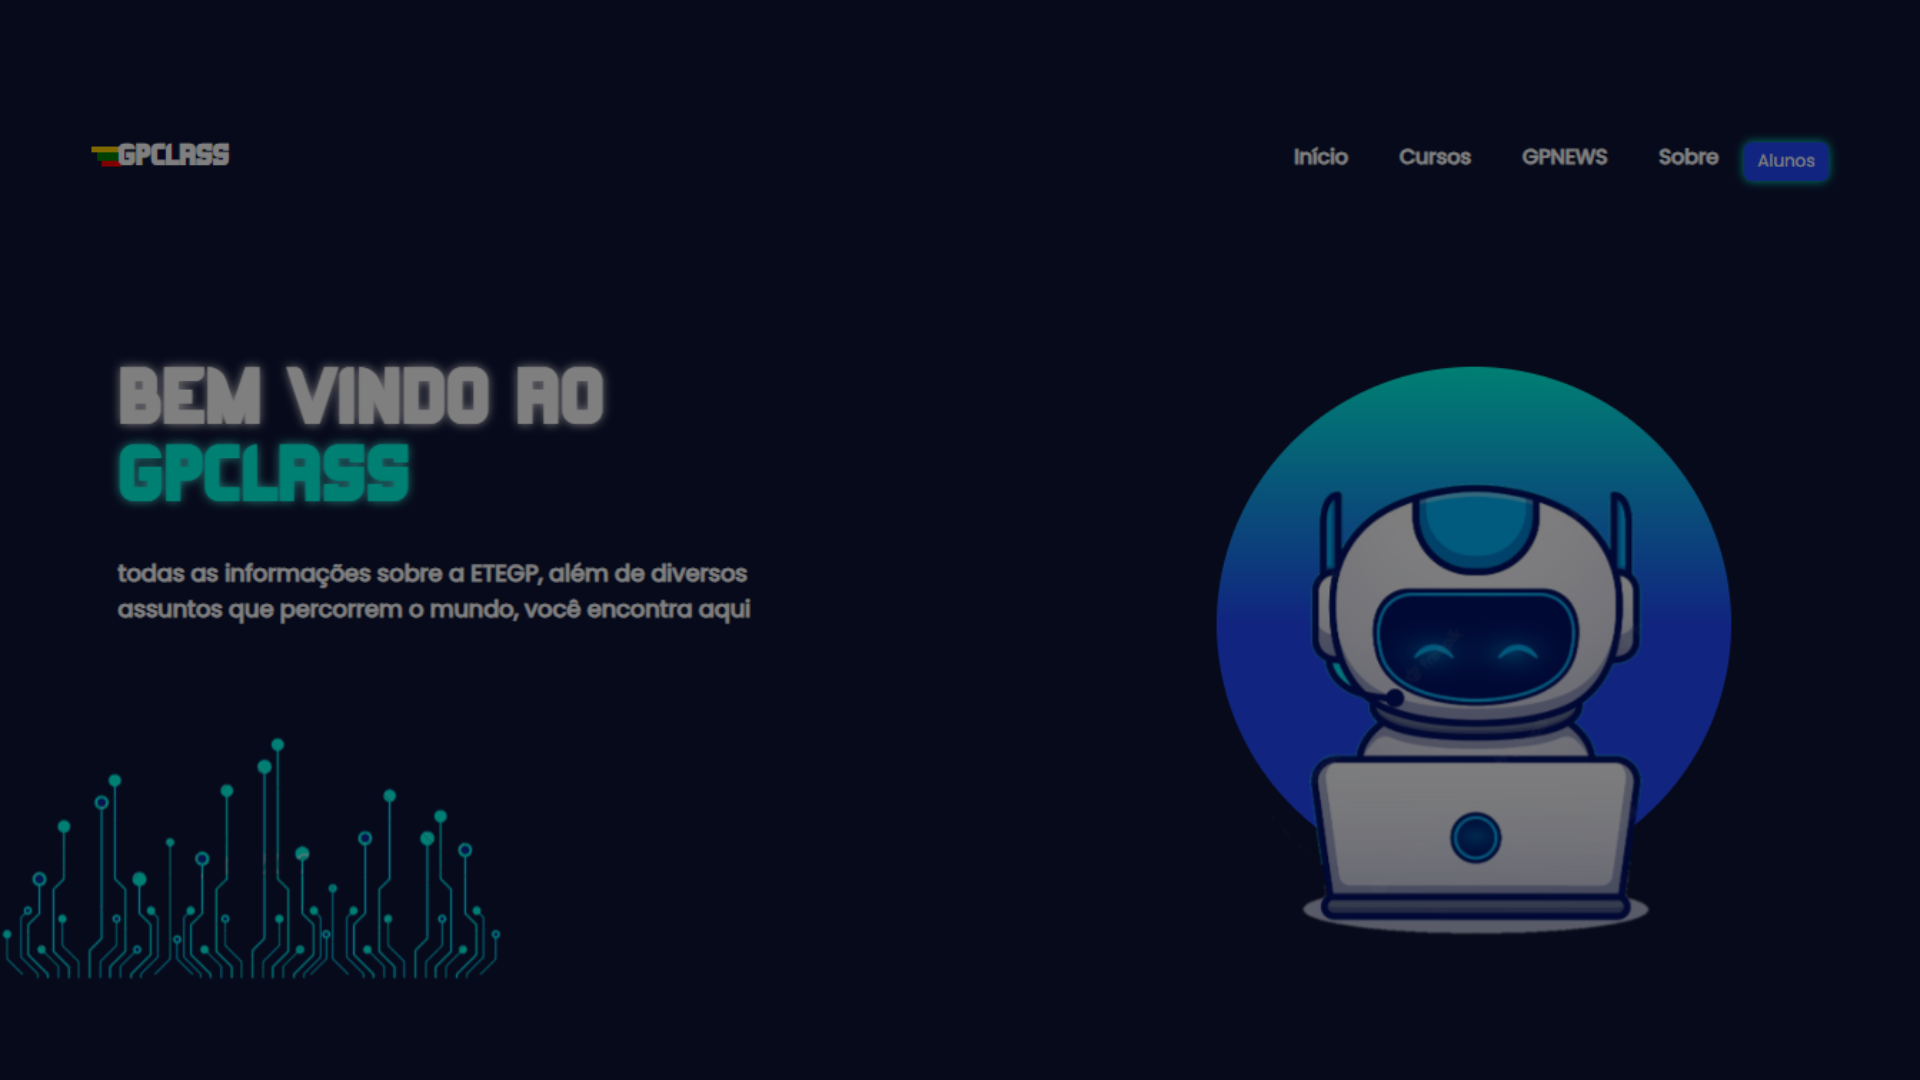 GPCLASS
Início Cursos GPNEWS Sobre Alunos
BEM VINDO AO
GPCLASS
todas as informações sobre a ETEGP, além de diversos
assuntos que percorrem o mundo, você encontra aqui